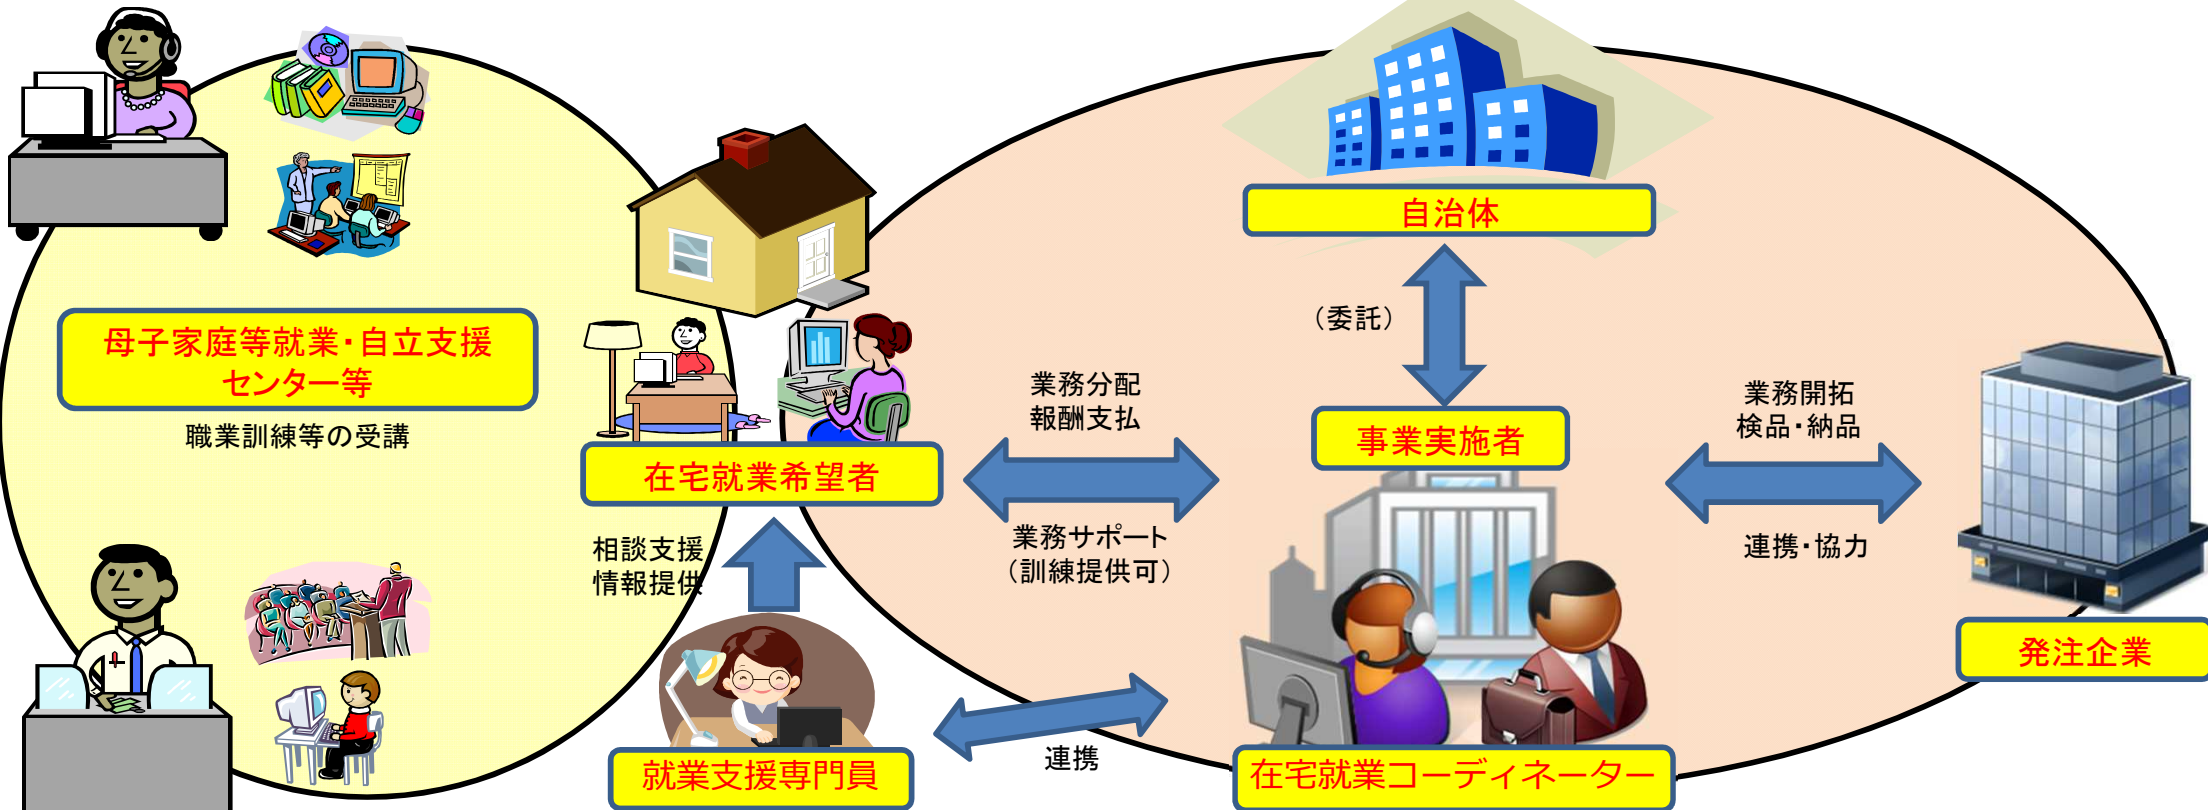 自治体
(委託)
母子家庭等就業・自立支援
センター等
職業訓練等の受講
在宅就業希望者
業務分配
報酬支払
業務サポート
(訓練提供可)
事業実施者
業務開拓
検品・納品
連携・協力
発注企業
相談支援
情報提供
就業支援専門員
連携
在宅就業コーディネーター